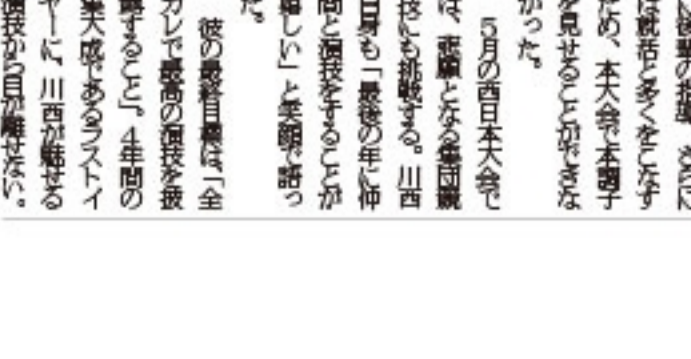 に後輩の指導、さらに
は就活と多くをこなす
ため、本大会で本調子
を見せることができな
かった。
５月の西日本大会で
は、悲願となる集団競
技にも挑戦する。川西
自身も「最後の年に仲
間と演技をすることが
嬉しい」と笑顔で語っ
た。
彼の最終目標は、「全
カレで最高の演技を披
露すること」。４年間の
集大成であるラストイ
ヤーに、川西が魅せる
演技から目が離せない。